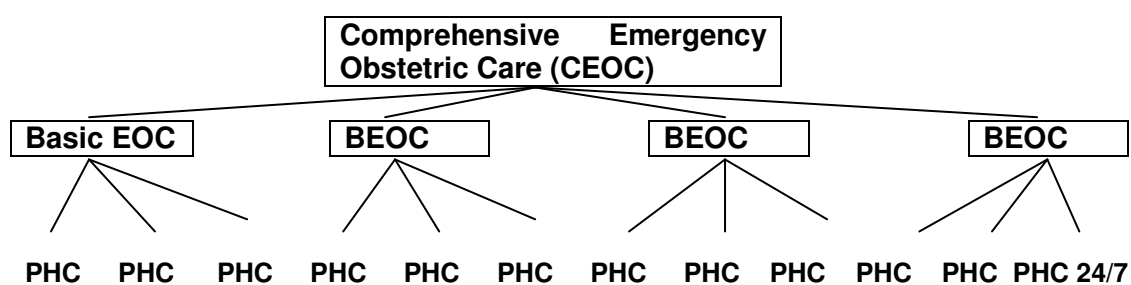 Comprehensive Emergency
Obstetric Care (CEOC)
Basic EOC BEOC BEOC BEOC
PHC PHC PHC PHC PHC PHC PHC PHC PHC PHC PHC PHC 24/7